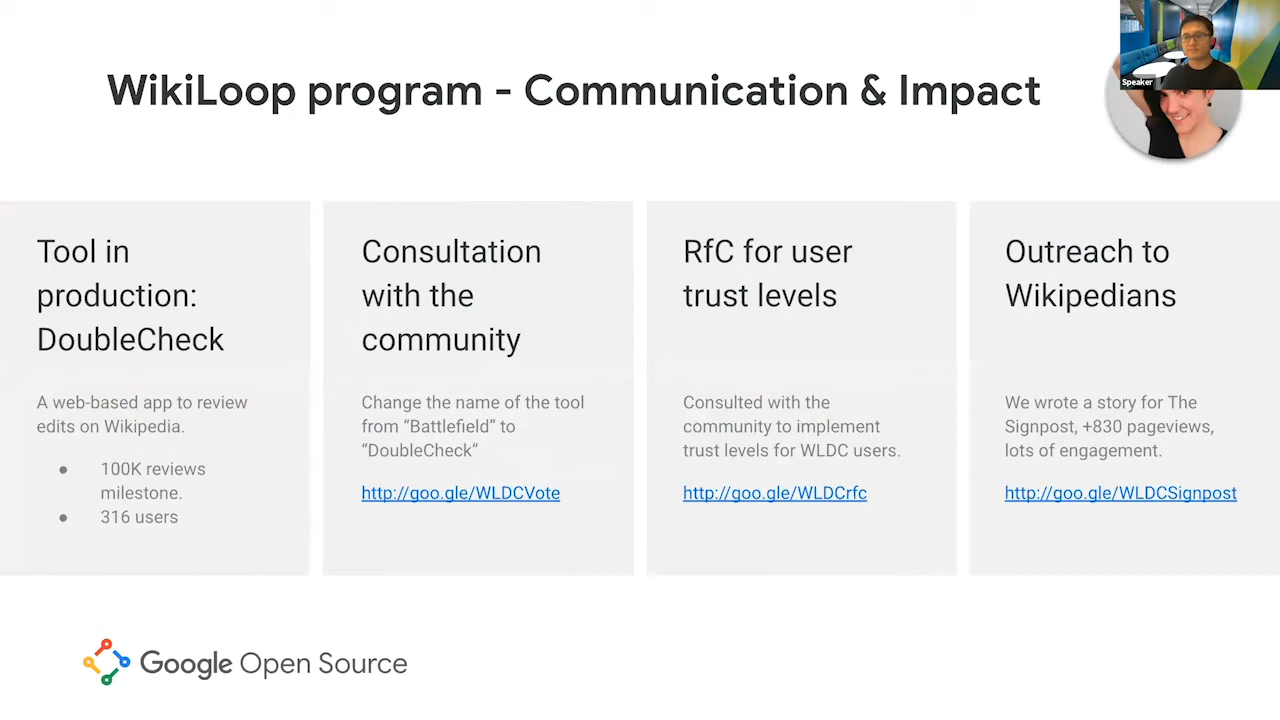 WikiLoop program - Communication & Impact
Speaker
Tool in
production:
DoubleCheck
A web-based app to review
edits on Wikipedia.
● 100K reviews
milestone.
● 316 users
Consultation
with the
community
Change the name of the tool
from “Battlefield” to
“DoubleCheck”
http://goo.gle/WLDCVote
RfC for user
trust levels
Consulted with the
community to implement
trust levels for WLDC users.
http://goo.gle/WLDCrfc
Outreach to
Wikipedians
We wrote a story for The
Signpost, +830 pageviews,
lots of engagement.
http://goo.gle/WLDCSignpost
Google Open Source